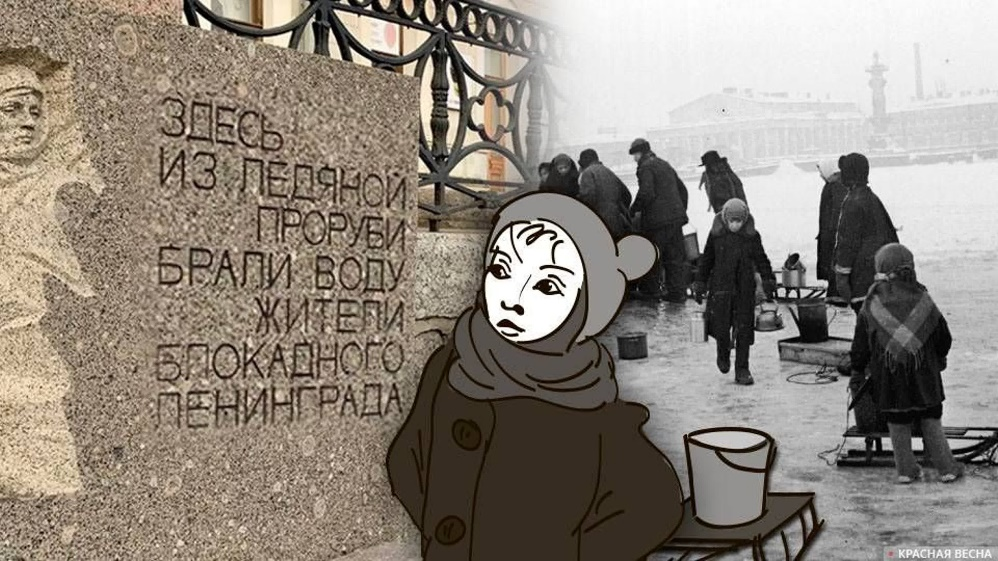 ЗДЕСЬ
ИЗ ЛЕДЯНОЙ
ПРОРУБИ
БРАЛИ ВОДУ
ЖИТЕЛИ
БЛОКАДНОГО
ЛЕНИНГРАДА
КРАСНАЯ ВЕСНА